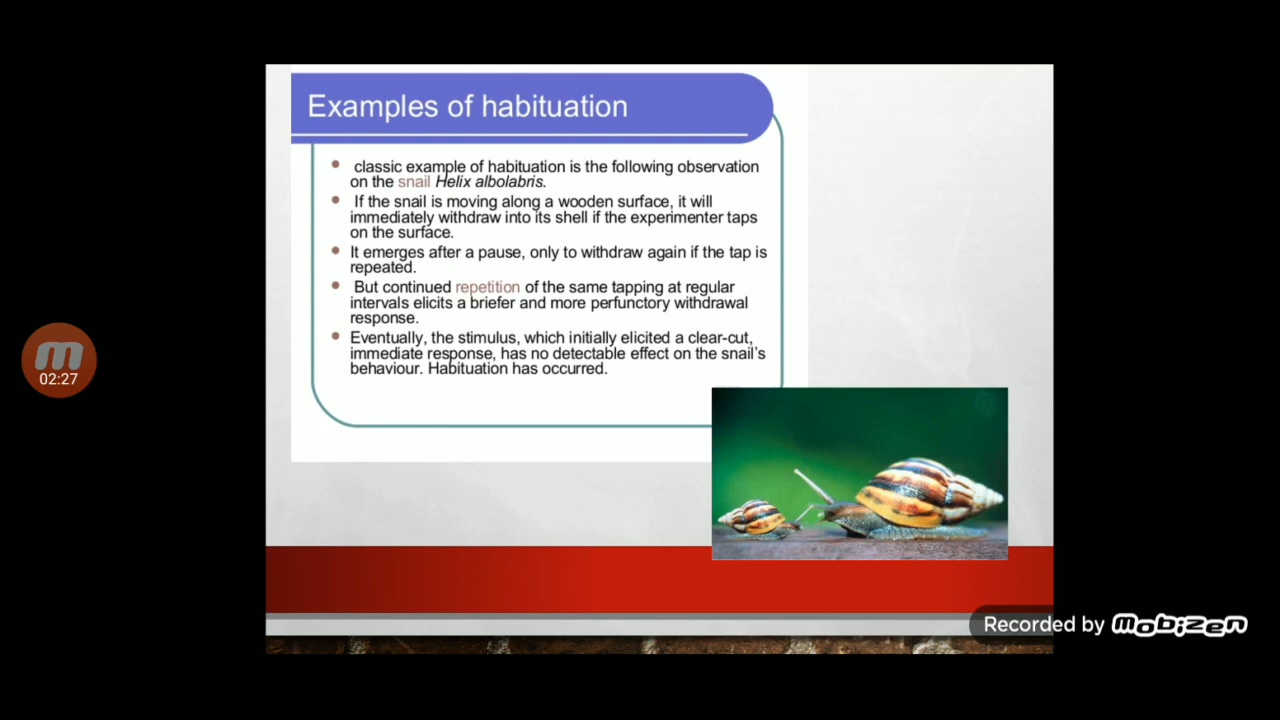 Examples of habituation
classic example of habituation is the following observation
on the snail Helix albolabris.
If the snail is moving along a wooden surface, it will
immediately withdraw into its shell if the experimenter taps
on the surface.
It emerges after a pause, only to withdraw again if the tap is
repeated.
But continued repetition of the same tapping at regular
intervals elicits a briefer and more perfunctory withdrawal
response.
Eventually, the stimulus, which initially elicited a clear-cut,
immediate response, has no detectable effect on the snail's
behaviour. Habituation has occurred.
02:27
Recorded by mobizen